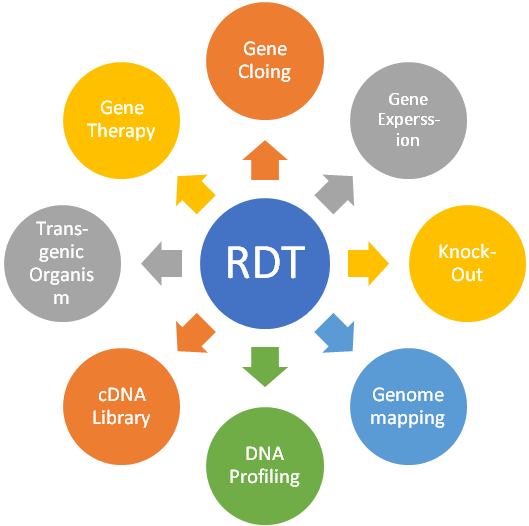 Gene
Cloing
Gene
Experss-
ion
Knock-
Out
Genome
mapping
DNA
Profiling
cDNA
Library
Trans-
genic
Organis
m
Gene
Therapy
RDT